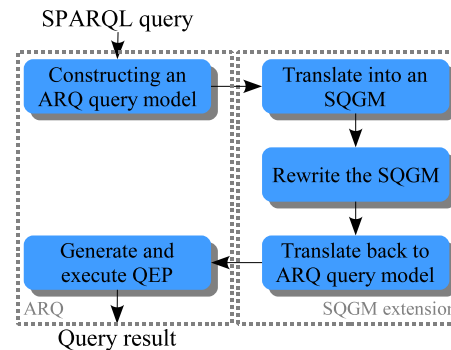 SPARQL query
Constructing an
ARQ query model
Translate into an
SQGM
Rewrite the SQGM
Generate and
execute QEP
Translate back to
ARQ query model
ARQ
SQGM extension
Query result